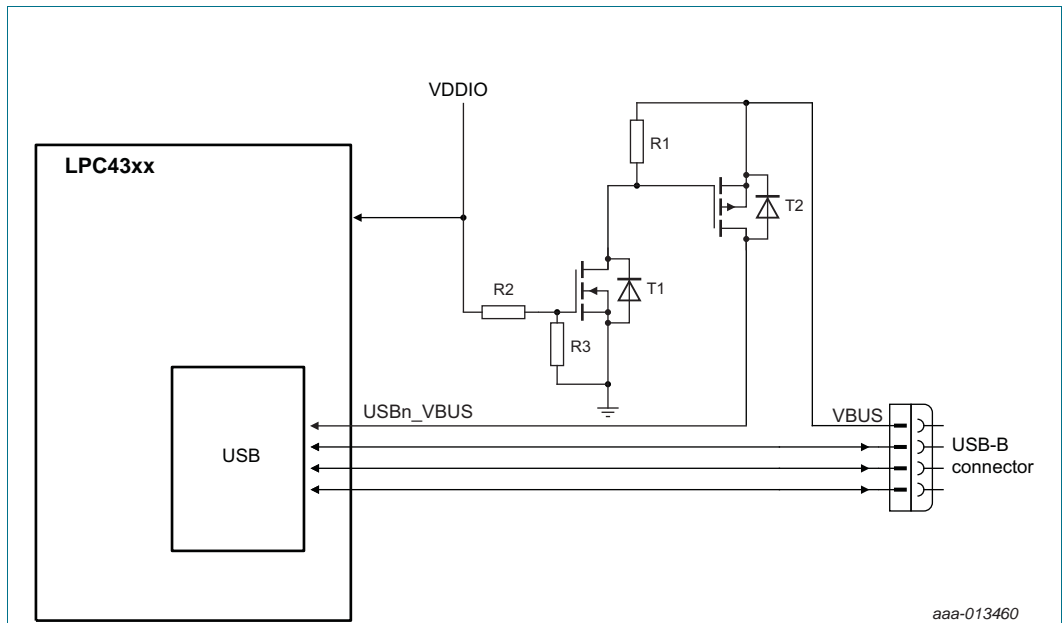 VDDIO
R1
LPC43xx
T2
R2
T1
R3
USBn_VBUS
VBUS
USB
USB-B
connector
aaa-013460